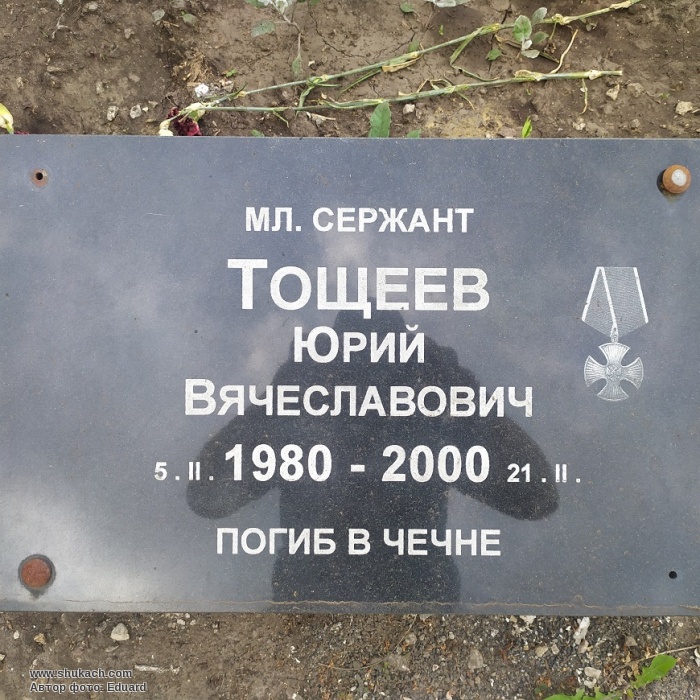 МЛ. СЕРЖАНТ
ТОЩЕЕВ
ЮРИЙ
ВЯЧЕСЛАВОВИЧ
5 . II . 1980 - 2000 21 . II .
ПОГИБ В ЧЕЧНЕ
www.shukach.com
Автор фото: Eduard